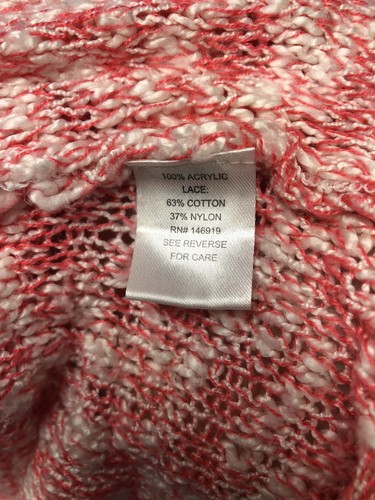 100% ACRYLIC
LACE:
63% COTTON
37% NYLON
RN# 146919
SEE REVERSE
FOR CARE